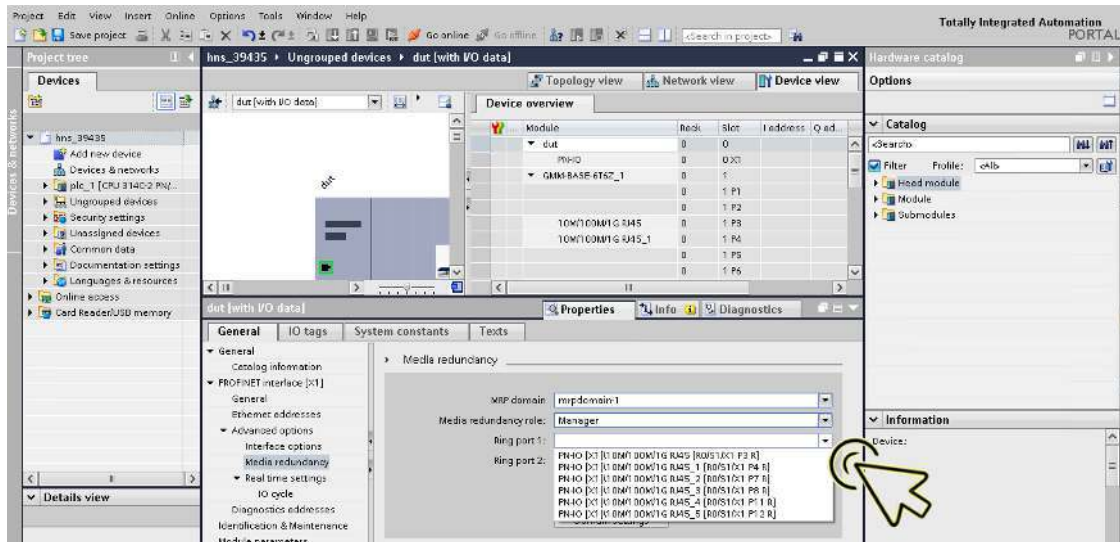 Project Edit View Insert Online Options Tools Window Help
Totally Integrated Automation
PORTAL
Save project
Go online
Go offline
<Search in project>
Project tree
Devices
Devices & networks
hns_39435
Add new device
Devices & networks
plc_1 [CPU 314C-2 PN/...
Ungrouped devices
Security settings
Unassigned devices
Common data
Documentation settings
Languages & resources
Online access
Card Reader/USB memory
Details view
hns_39435 ▸ Ungrouped devices ▸ dut [with I/O data]
Topology view
Network view
Device view
dut [with I/O data]
dut
Device overview
Module Rack Slot I address Q ad...
dut 0 0
PN-IO 0 0 X1
GMM-BASE-6T6Z_1 0 1
0 1 P1
0 1 P2
10M/100M/1G RJ45 0 1 P3
10M/100M/1G RJ45_1 0 1 P4
0 1 P5
0 1 P6
dut [with I/O data]
Properties
Info
Diagnostics
General
IO tags
System constants
Texts
General
Catalog information
PROFINET interface [X1]
General
Ethernet addresses
Advanced options
Interface options
Media redundancy
Real time settings
IO cycle
Diagnostics addresses
Identification & Maintenance
Module parameters
Media redundancy
MRP domain mrpdomain-1
Media redundancy role: Manager
Ring port 1:
Ring port 2:
PN-IO [X1]\10M/100M/1G RJ45 [R0/S1/X1 P3 R]
PN-IO [X1]\10M/100M/1G RJ45_1 [R0/S1/X1 P4 R]
PN-IO [X1]\10M/100M/1G RJ45_2 [R0/S1/X1 P7 R]
PN-IO [X1]\10M/100M/1G RJ45_3 [R0/S1/X1 P8 R]
PN-IO [X1]\10M/100M/1G RJ45_4 [R0/S1/X1 P11 R]
PN-IO [X1]\10M/100M/1G RJ45_5 [R0/S1/X1 P12 R]
Hardware catalog
Options
Catalog
<Search>
Filter Profile: <All>
Head module
Module
Submodules
Information
Device: